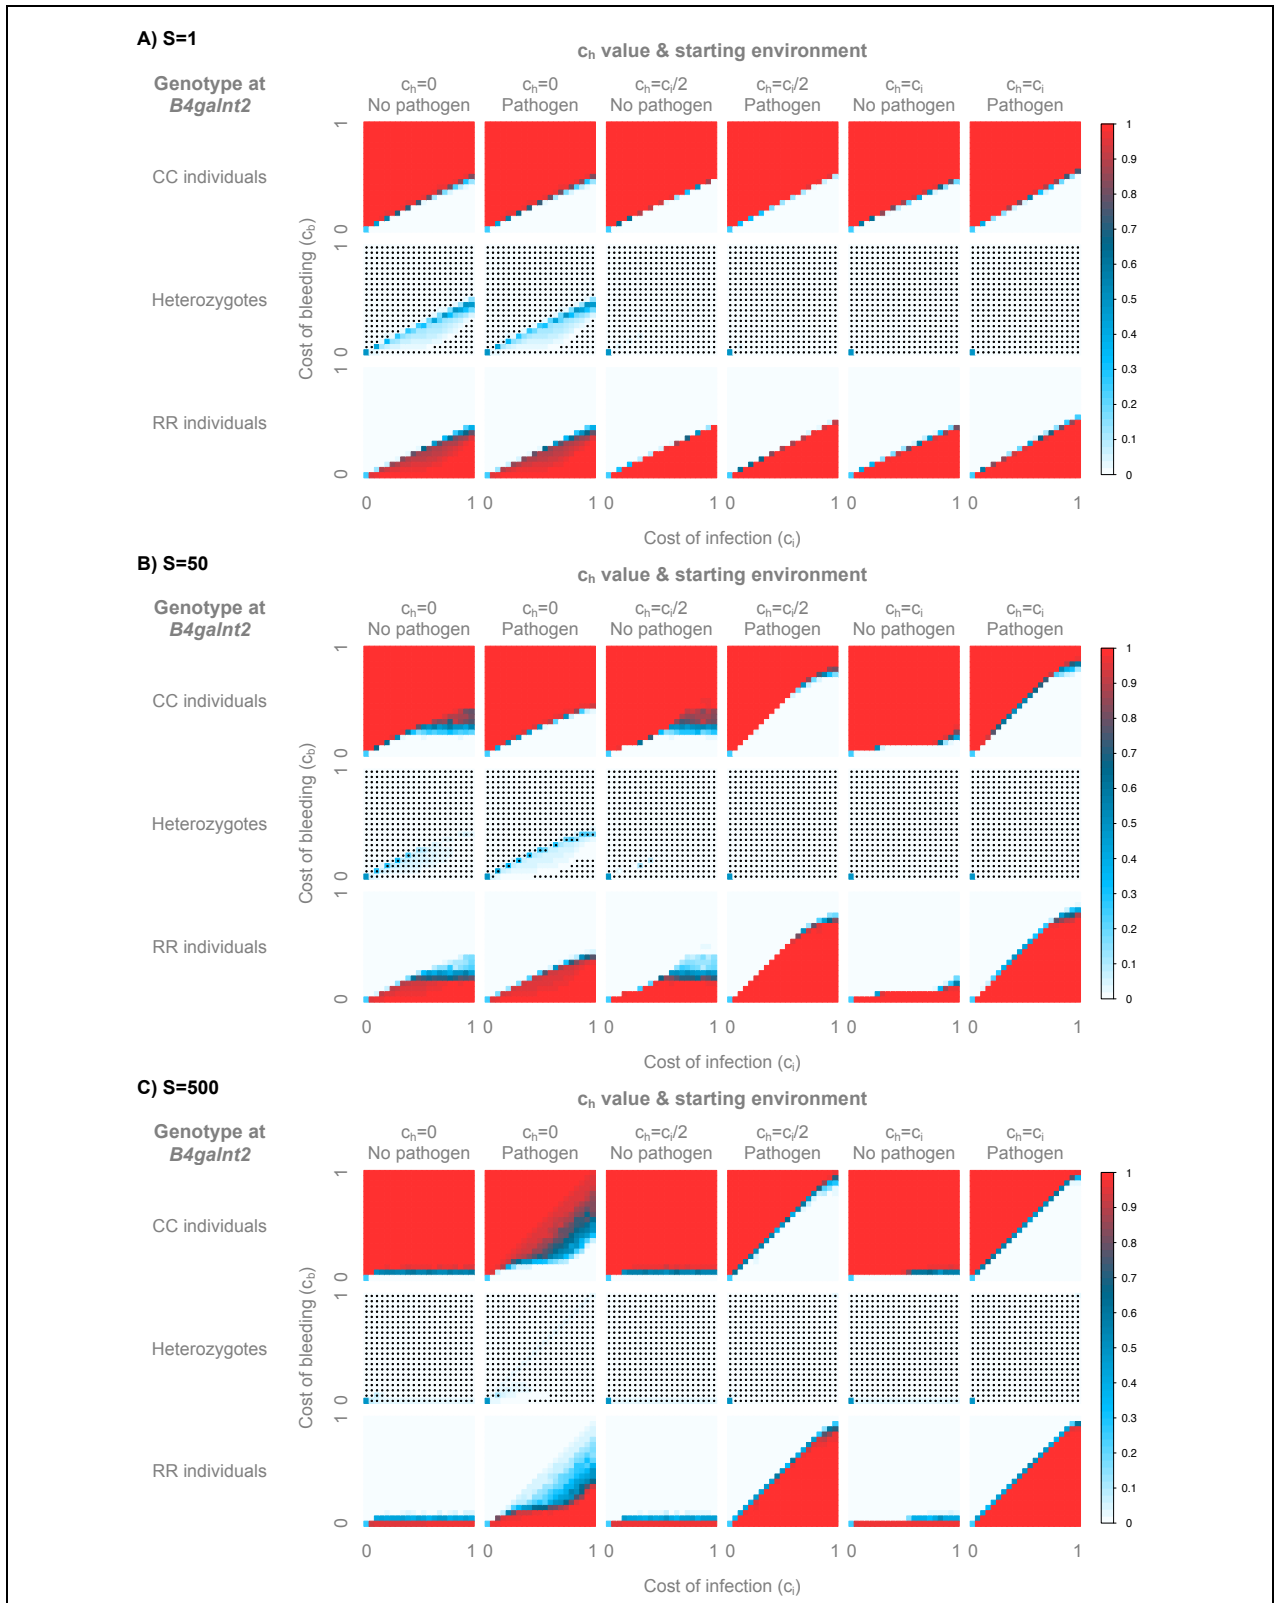 A) S=1
cₕ value & starting environment
Genotype at
B4galnt2
cₕ=0
No pathogen
cₕ=0
Pathogen
cₕ=cᵢ/2
No pathogen
cₕ=cᵢ/2
Pathogen
cₕ=cᵢ
No pathogen
cₕ=cᵢ
Pathogen
CC individuals
Heterozygotes
RR individuals
Cost of bleeding (c_b)
1
0
1
0
1
0
0 1
0 1
0 1
0 1
0 1
0 1
Cost of infection (cᵢ)
1
0.9
0.8
0.7
0.6
0.5
0.4
0.3
0.2
0.1
0
B) S=50
cₕ value & starting environment
Genotype at
B4galnt2
cₕ=0
No pathogen
cₕ=0
Pathogen
cₕ=cᵢ/2
No pathogen
cₕ=cᵢ/2
Pathogen
cₕ=cᵢ
No pathogen
cₕ=cᵢ
Pathogen
CC individuals
Heterozygotes
RR individuals
Cost of bleeding (c_b)
1
0
1
0
1
0
0 1
0 1
0 1
0 1
0 1
0 1
Cost of infection (cᵢ)
1
0.9
0.8
0.7
0.6
0.5
0.4
0.3
0.2
0.1
0
C) S=500
cₕ value & starting environment
Genotype at
B4galnt2
cₕ=0
No pathogen
cₕ=0
Pathogen
cₕ=cᵢ/2
No pathogen
cₕ=cᵢ/2
Pathogen
cₕ=cᵢ
No pathogen
cₕ=cᵢ
Pathogen
CC individuals
Heterozygotes
RR individuals
Cost of bleeding (c_b)
1
0
1
0
1
0
0 1
0 1
0 1
0 1
0 1
0 1
Cost of infection (cᵢ)
1
0.9
0.8
0.7
0.6
0.5
0.4
0.3
0.2
0.1
0